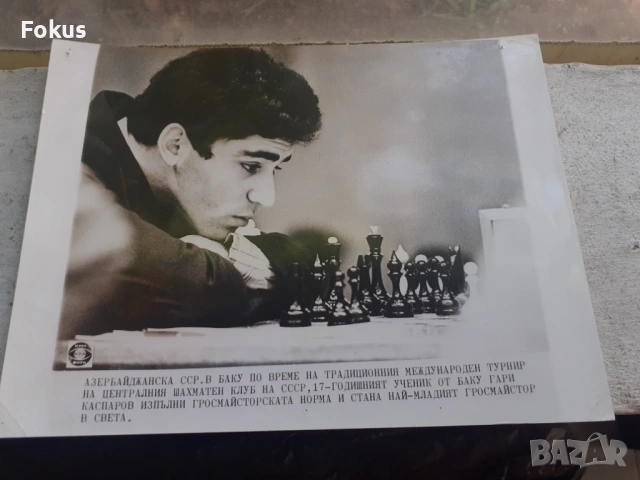 Fokus
АЗЕРБАЙДЖАНСКА ССР. В БАКУ ПО ВРЕМЕ НА ТРАДИЦИОННИЯ МЕЖДУНАРОДЕН ТУРНИР
НА ЦЕНТРАЛНИЯ ШАХМАТЕН КЛУБ НА СССР, 17-ГОДИШНИЯТ УЧЕНИК ОТ БАКУ ГАРИ
КАСПАРОВ ИЗПЪЛНИ ГРОСМАЙСТОРСКАТА НОРМА И СТАНА НАЙ-МЛАДИЯТ ГРОСМАЙСТОР
В СВЕТА.
BAZAR